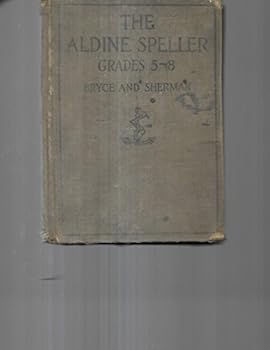 THE
ALDINE SPELLER
GRADES 5-8
BRYCE AND SHERMAN